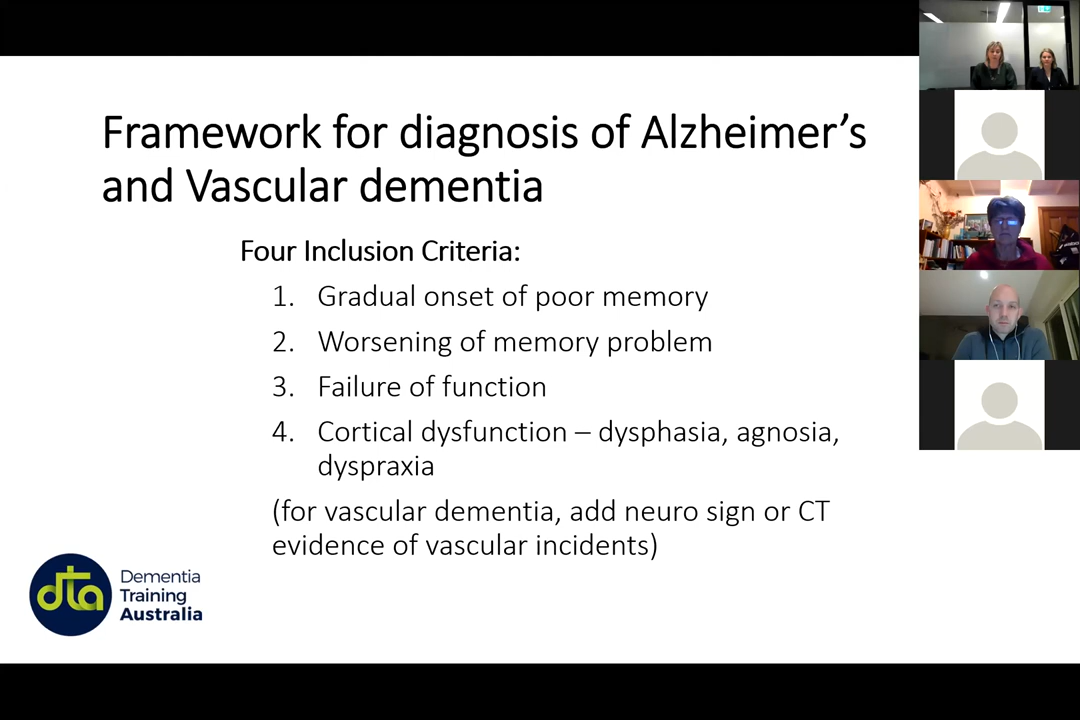 Framework for diagnosis of Alzheimer’s
and Vascular dementia
Four Inclusion Criteria:
1. Gradual onset of poor memory
2. Worsening of memory problem
3. Failure of function
4. Cortical dysfunction – dysphasia, agnosia,
dyspraxia
(for vascular dementia, add neuro sign or CT
evidence of vascular incidents)
dta
Dementia
Training
Australia